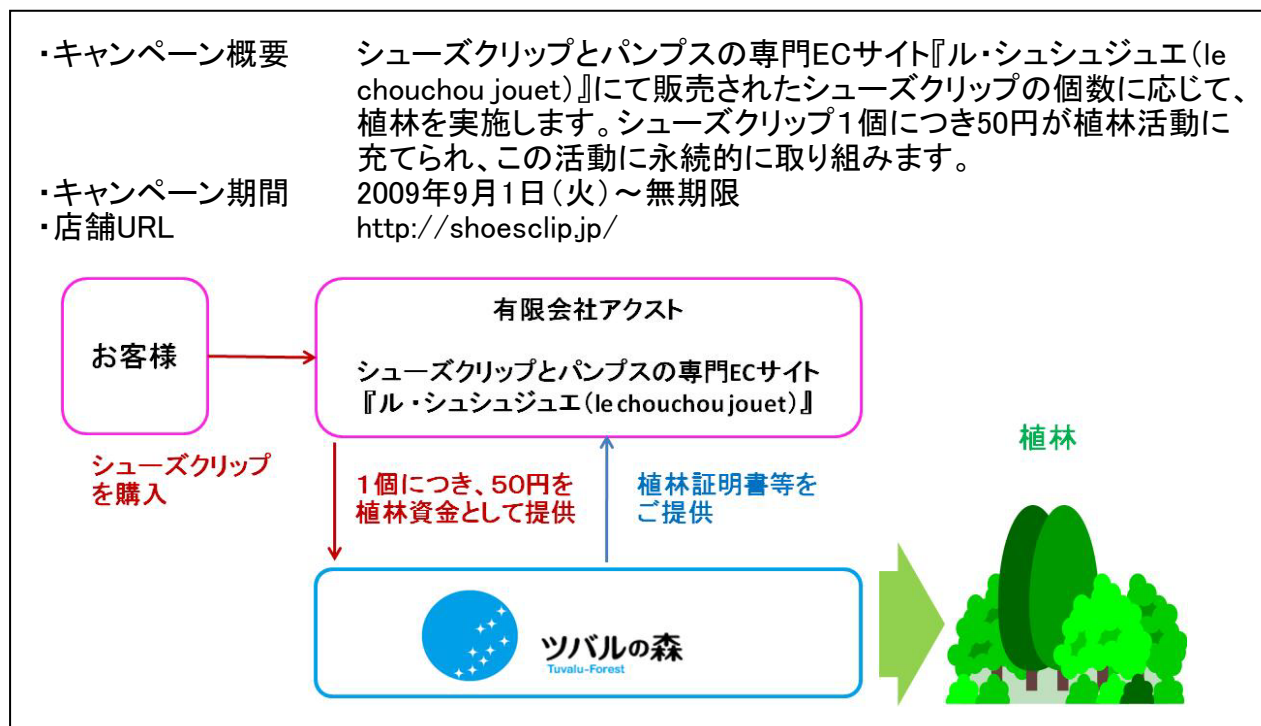 ・キャンペーン概要 シューズクリップとパンプスの専門ECサイト『ル・シュシュジュエ（le
chouchou jouet）』にて販売されたシューズクリップの個数に応じて、
植林を実施します。シューズクリップ１個につき50円が植林活動に
充てられ、この活動に永続的に取り組みます。
・キャンペーン期間 2009年9月1日（火）～無期限
・店舗URL http://shoesclip.jp/
お客様
有限会社アクスト
シューズクリップとパンプスの専門ECサイト
『ル・シュシュジュエ（le chouchou jouet）』
シューズクリップ
を購入
１個につき、５０円を
植林資金として提供
植林証明書等を
ご提供
植林
ツバルの森
Tuvalu-Forest